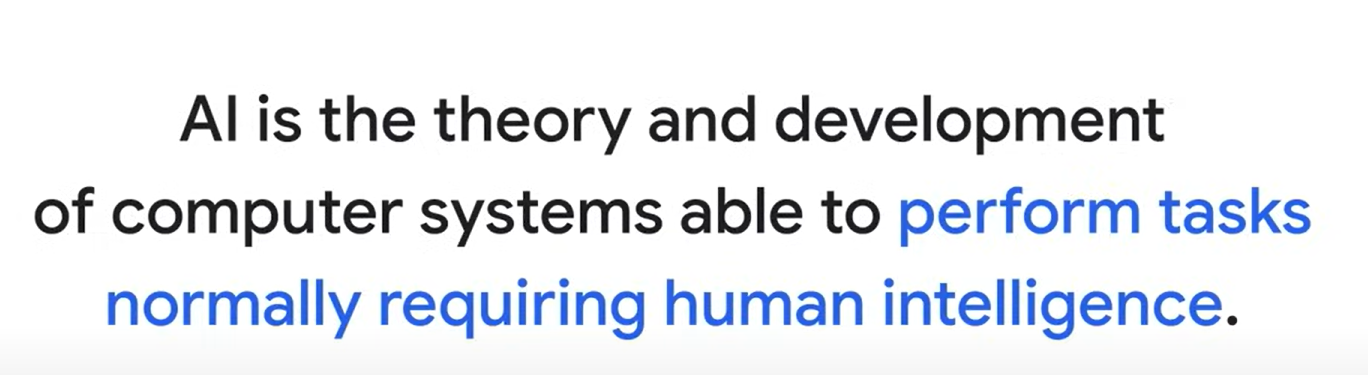 AI is the theory and development
of computer systems able to perform tasks
normally requiring human intelligence.